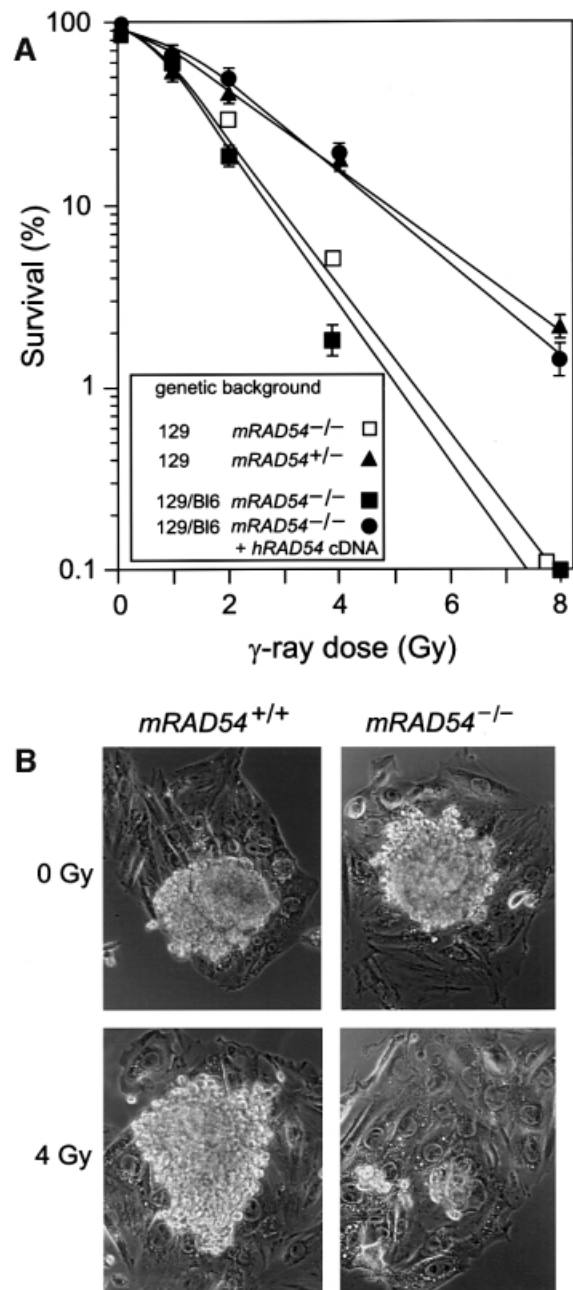 A
100
10
1
0.1
Survival (%)
genetic background
129 mRAD54−/− □
129 mRAD54+/− ▲
129/Bl6 mRAD54−/− ■
129/Bl6 mRAD54−/− ●
+ hRAD54 cDNA
0 2 4 6 8
γ-ray dose (Gy)
mRAD54+/+ mRAD54−/−
B
0 Gy
4 Gy